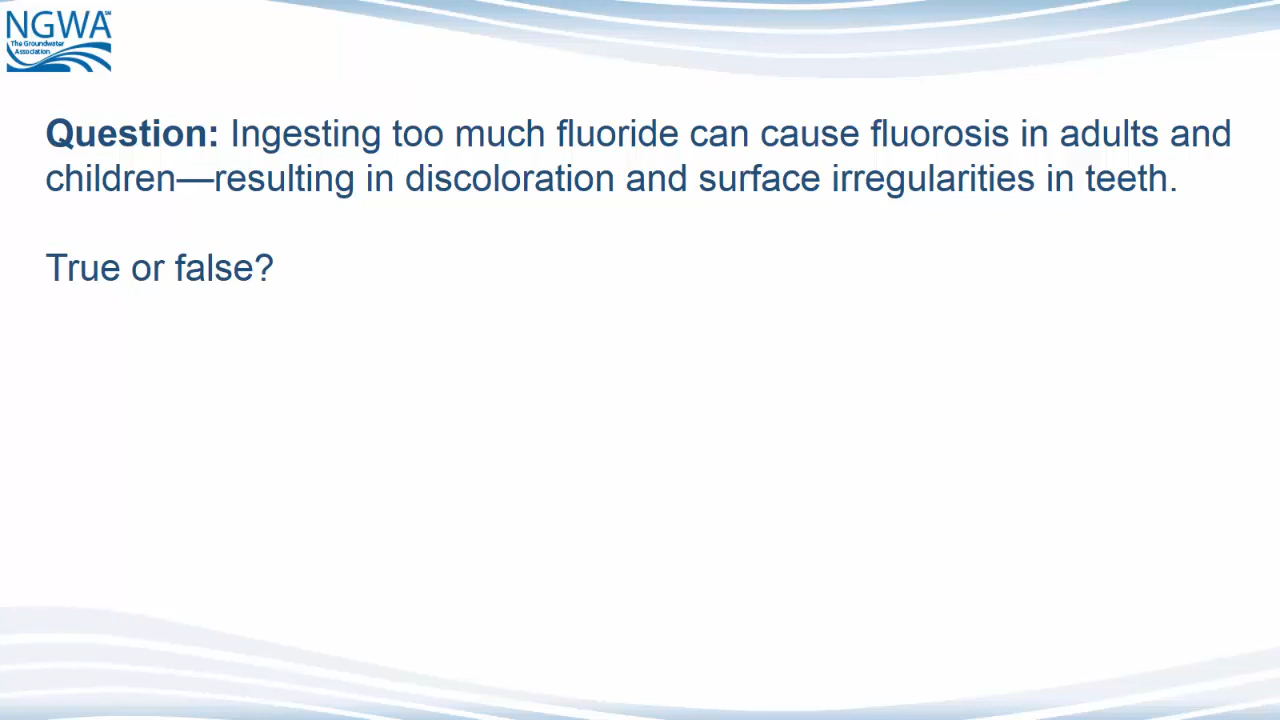 NGWA℠
The Groundwater
Association
Question: Ingesting too much fluoride can cause fluorosis in adults and
children—resulting in discoloration and surface irregularities in teeth.
True or false?